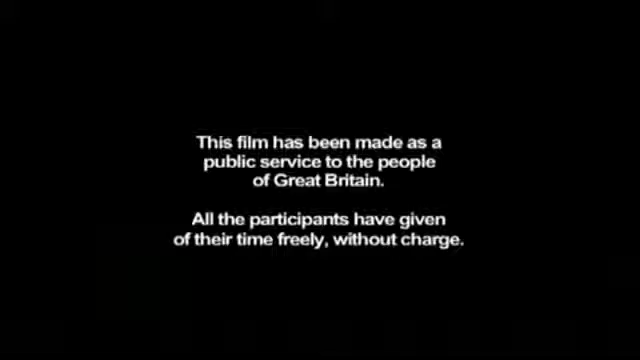 This film has been made as a
public service to the people
of Great Britain.
All the participants have given
of their time freely, without charge.